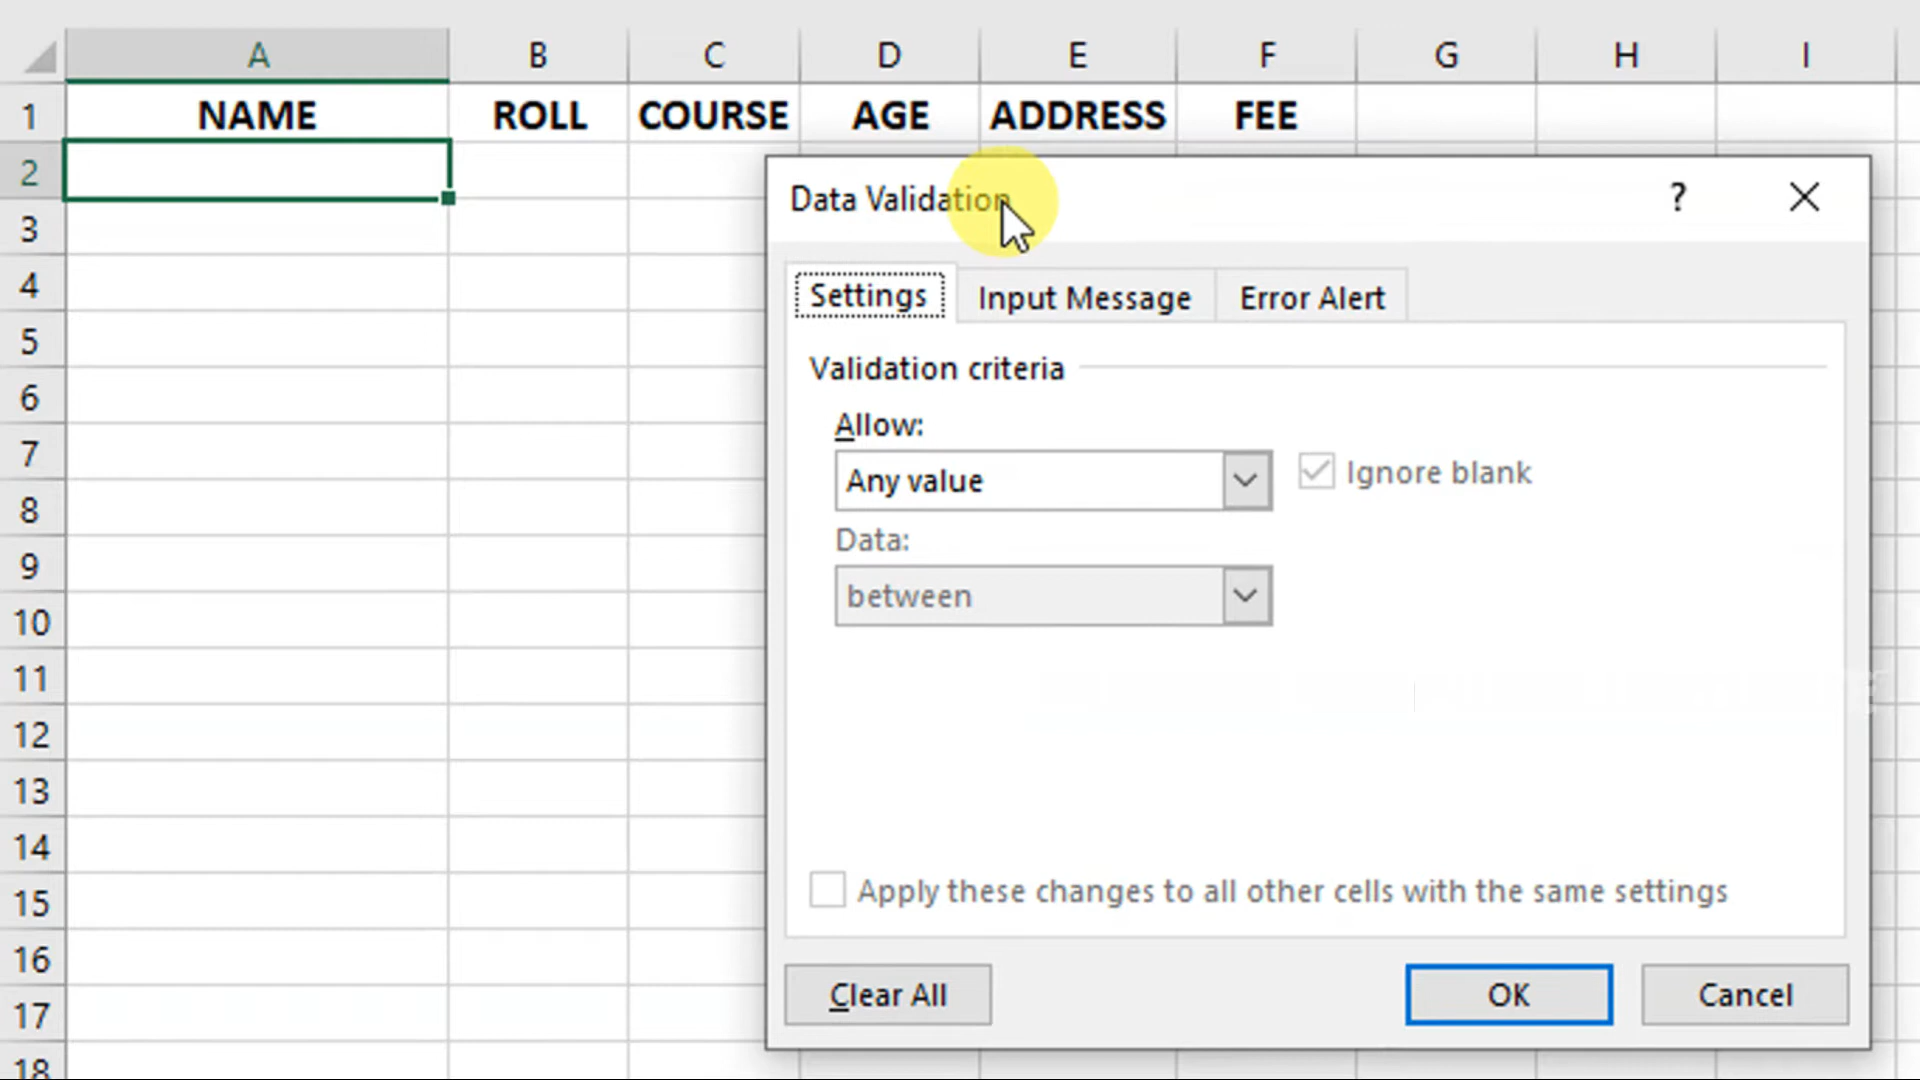 A B C D E F G H I
1 NAME ROLL COURSE AGE ADDRESS FEE
2
3
4
5
6
7
8
9
10
11
12
13
14
15
16
17
18
Data Validation ?
Settings Input Message Error Alert
Validation criteria
Allow:
Any value Ignore blank
Data:
between
Apply these changes to all other cells with the same settings
Clear All OK Cancel